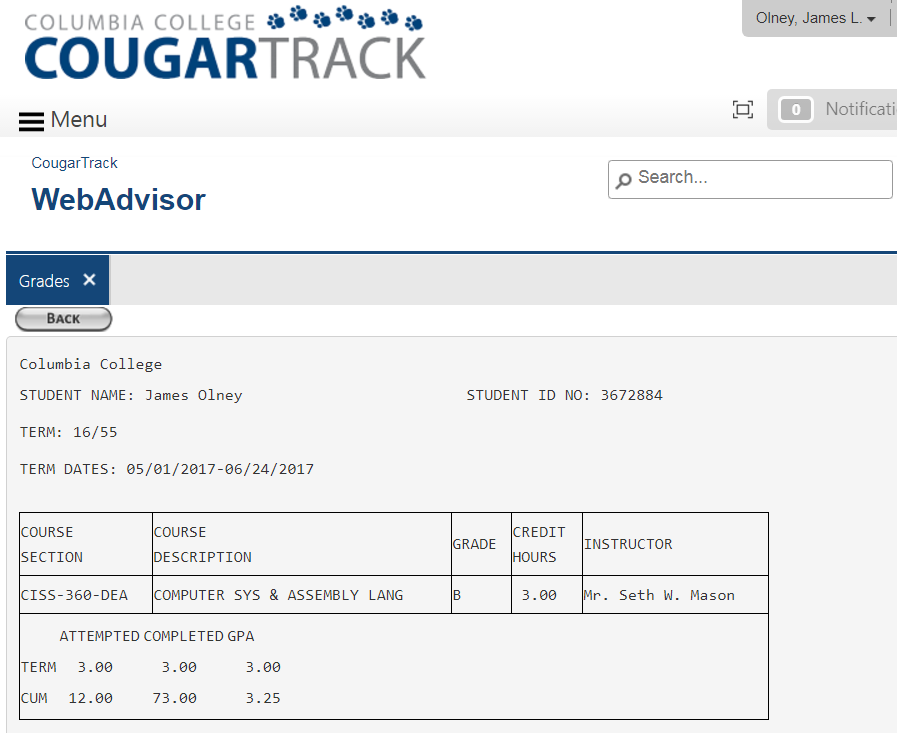 COLUMBIA COLLEGE
COUGARTRACK
Olney, James L.
Menu
0 Notificati
CougarTrack
WebAdvisor
Search...
Grades ×
BACK
Columbia College
STUDENT NAME: James Olney STUDENT ID NO: 3672884
TERM: 16/55
TERM DATES: 05/01/2017-06/24/2017
COURSE SECTION COURSE DESCRIPTION GRADE CREDIT HOURS INSTRUCTOR
CISS-360-DEA COMPUTER SYS & ASSEMBLY LANG B 3.00 Mr. Seth W. Mason
ATTEMPTED COMPLETED GPA
TERM 3.00 3.00 3.00
CUM 12.00 73.00 3.25